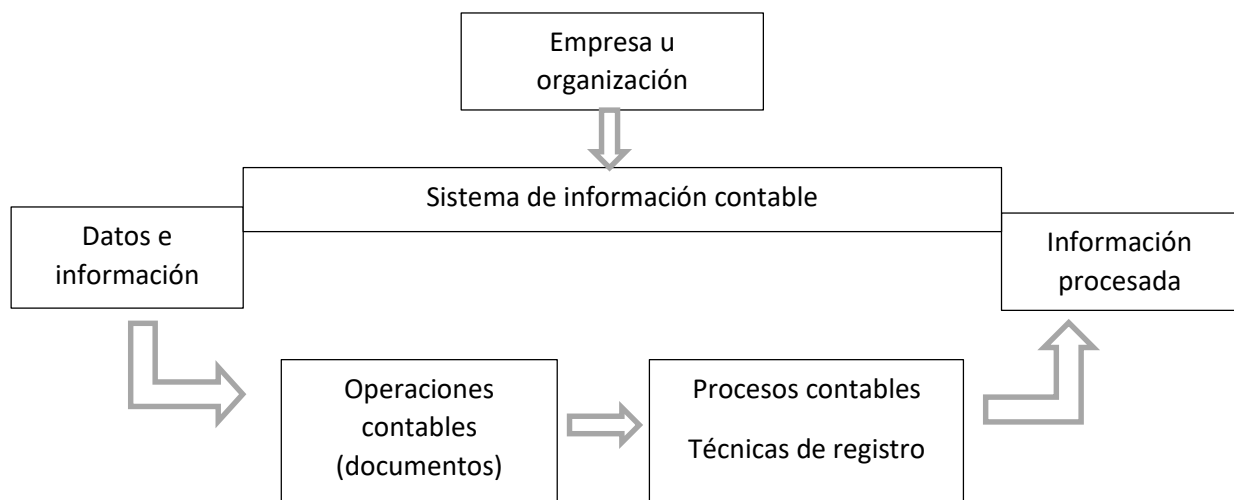 Empresa u
organización
Sistema de información contable
Datos e
información
Información
procesada
Operaciones
contables
(documentos)
Procesos contables
Técnicas de registro